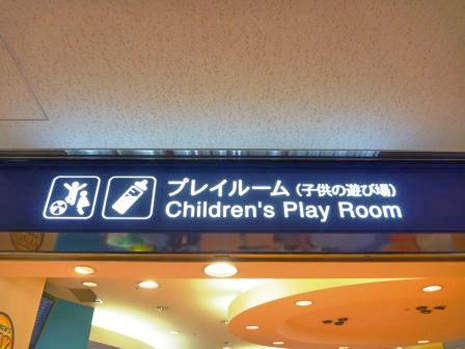 プレイルーム（子供の遊び場）
Children's Play Room